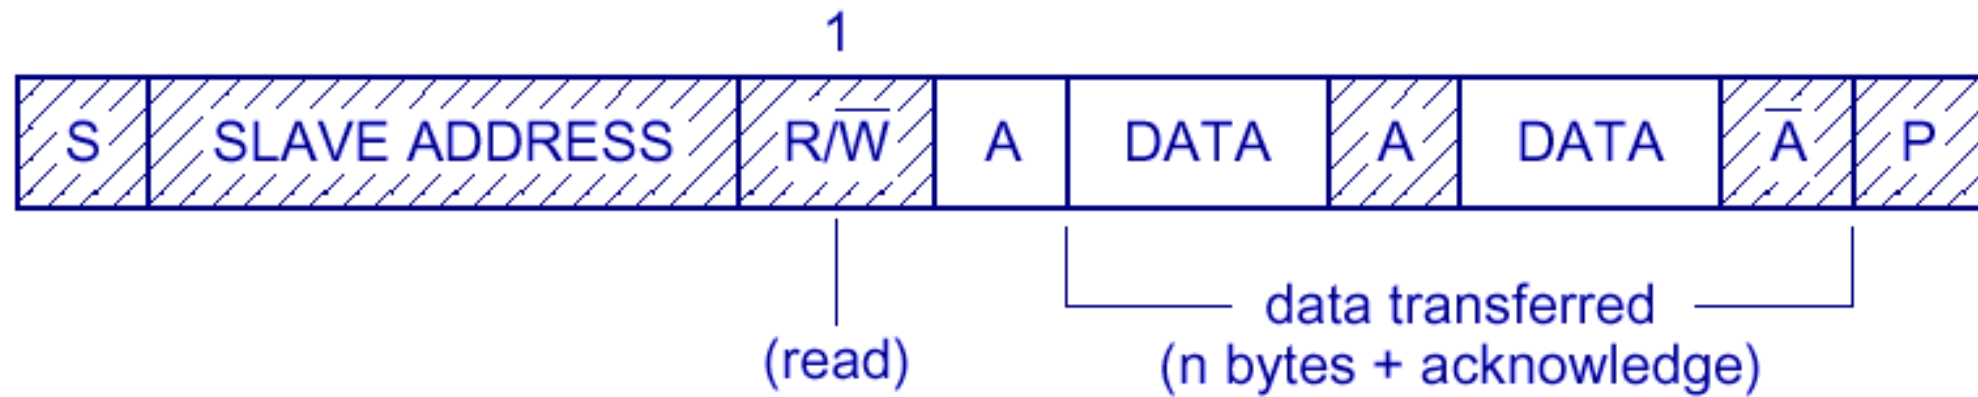 1
S SLAVE ADDRESS R/W̅ A DATA A DATA A̅ P
data transferred
(read) (n bytes + acknowledge)